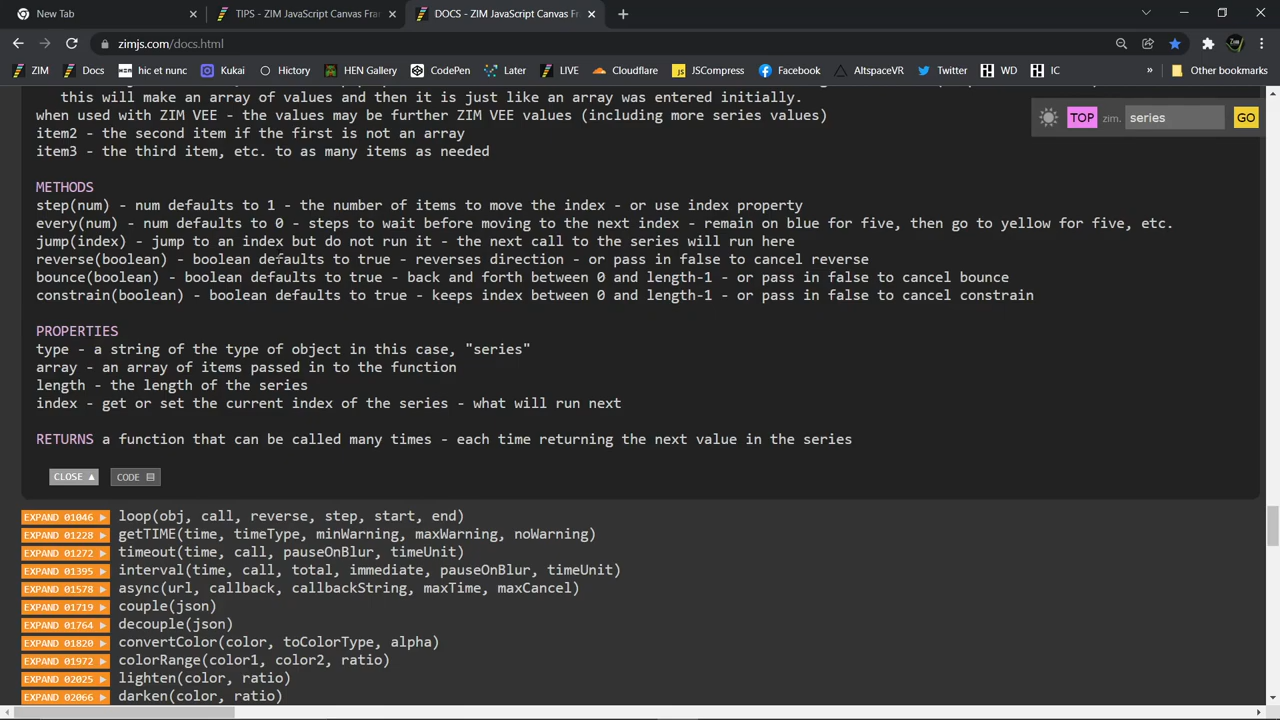 New Tab
TIPS - ZIM JavaScript Canvas Fra
DOCS - ZIM JavaScript Canvas Fr
zimjs.com/docs.html
ZIM
Docs
hic et nunc
Kukai
Hictory
HEN Gallery
CodePen
Later
LIVE
Cloudflare
JSCompress
Facebook
AltspaceVR
Twitter
WD
IC
»
Other bookmarks
this will make an array of values and then it is just like an array was entered initially.
when used with ZIM VEE - the values may be further ZIM VEE values (including more series values)
TOP zim. series GO
item2 - the second item if the first is not an array
item3 - the third item, etc. to as many items as needed
METHODS
step(num) - num defaults to 1 - the number of items to move the index - or use index property
every(num) - num defaults to 0 - steps to wait before moving to the next index - remain on blue for five, then go to yellow for five, etc.
jump(index) - jump to an index but do not run it - the next call to the series will run here
reverse(boolean) - boolean defaults to true - reverses direction - or pass in false to cancel reverse
bounce(boolean) - boolean defaults to true - back and forth between 0 and length-1 - or pass in false to cancel bounce
constrain(boolean) - boolean defaults to true - keeps index between 0 and length-1 - or pass in false to cancel constrain
PROPERTIES
type - a string of the type of object in this case, "series"
array - an array of items passed in to the function
length - the length of the series
index - get or set the current index of the series - what will run next
RETURNS a function that can be called many times - each time returning the next value in the series
CLOSE ▲ CODE
EXPAND 01046 ▶ loop(obj, call, reverse, step, start, end)
EXPAND 01228 ▶ getTIME(time, timeType, minWarning, maxWarning, noWarning)
EXPAND 01272 ▶ timeout(time, call, pauseOnBlur, timeUnit)
EXPAND 01395 ▶ interval(time, call, total, immediate, pauseOnBlur, timeUnit)
EXPAND 01578 ▶ async(url, callback, callbackString, maxTime, maxCancel)
EXPAND 01719 ▶ couple(json)
EXPAND 01764 ▶ decouple(json)
EXPAND 01820 ▶ convertColor(color, toColorType, alpha)
EXPAND 01972 ▶ colorRange(color1, color2, ratio)
EXPAND 02025 ▶ lighten(color, ratio)
EXPAND 02066 ▶ darken(color, ratio)